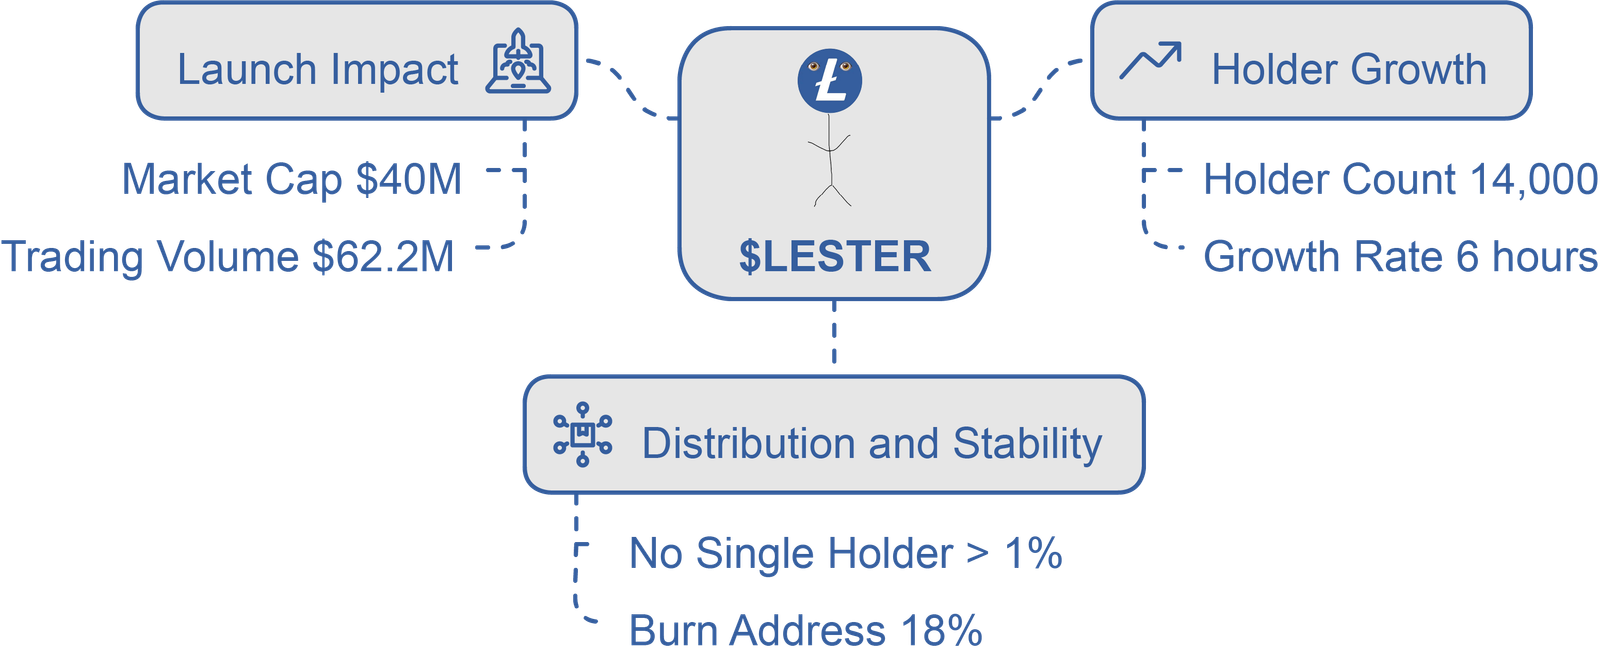 Launch Impact
Market Cap $40M
Trading Volume $62.2M
$LESTER
Holder Growth
Holder Count 14,000
Growth Rate 6 hours
Distribution and Stability
No Single Holder > 1%
Burn Address 18%